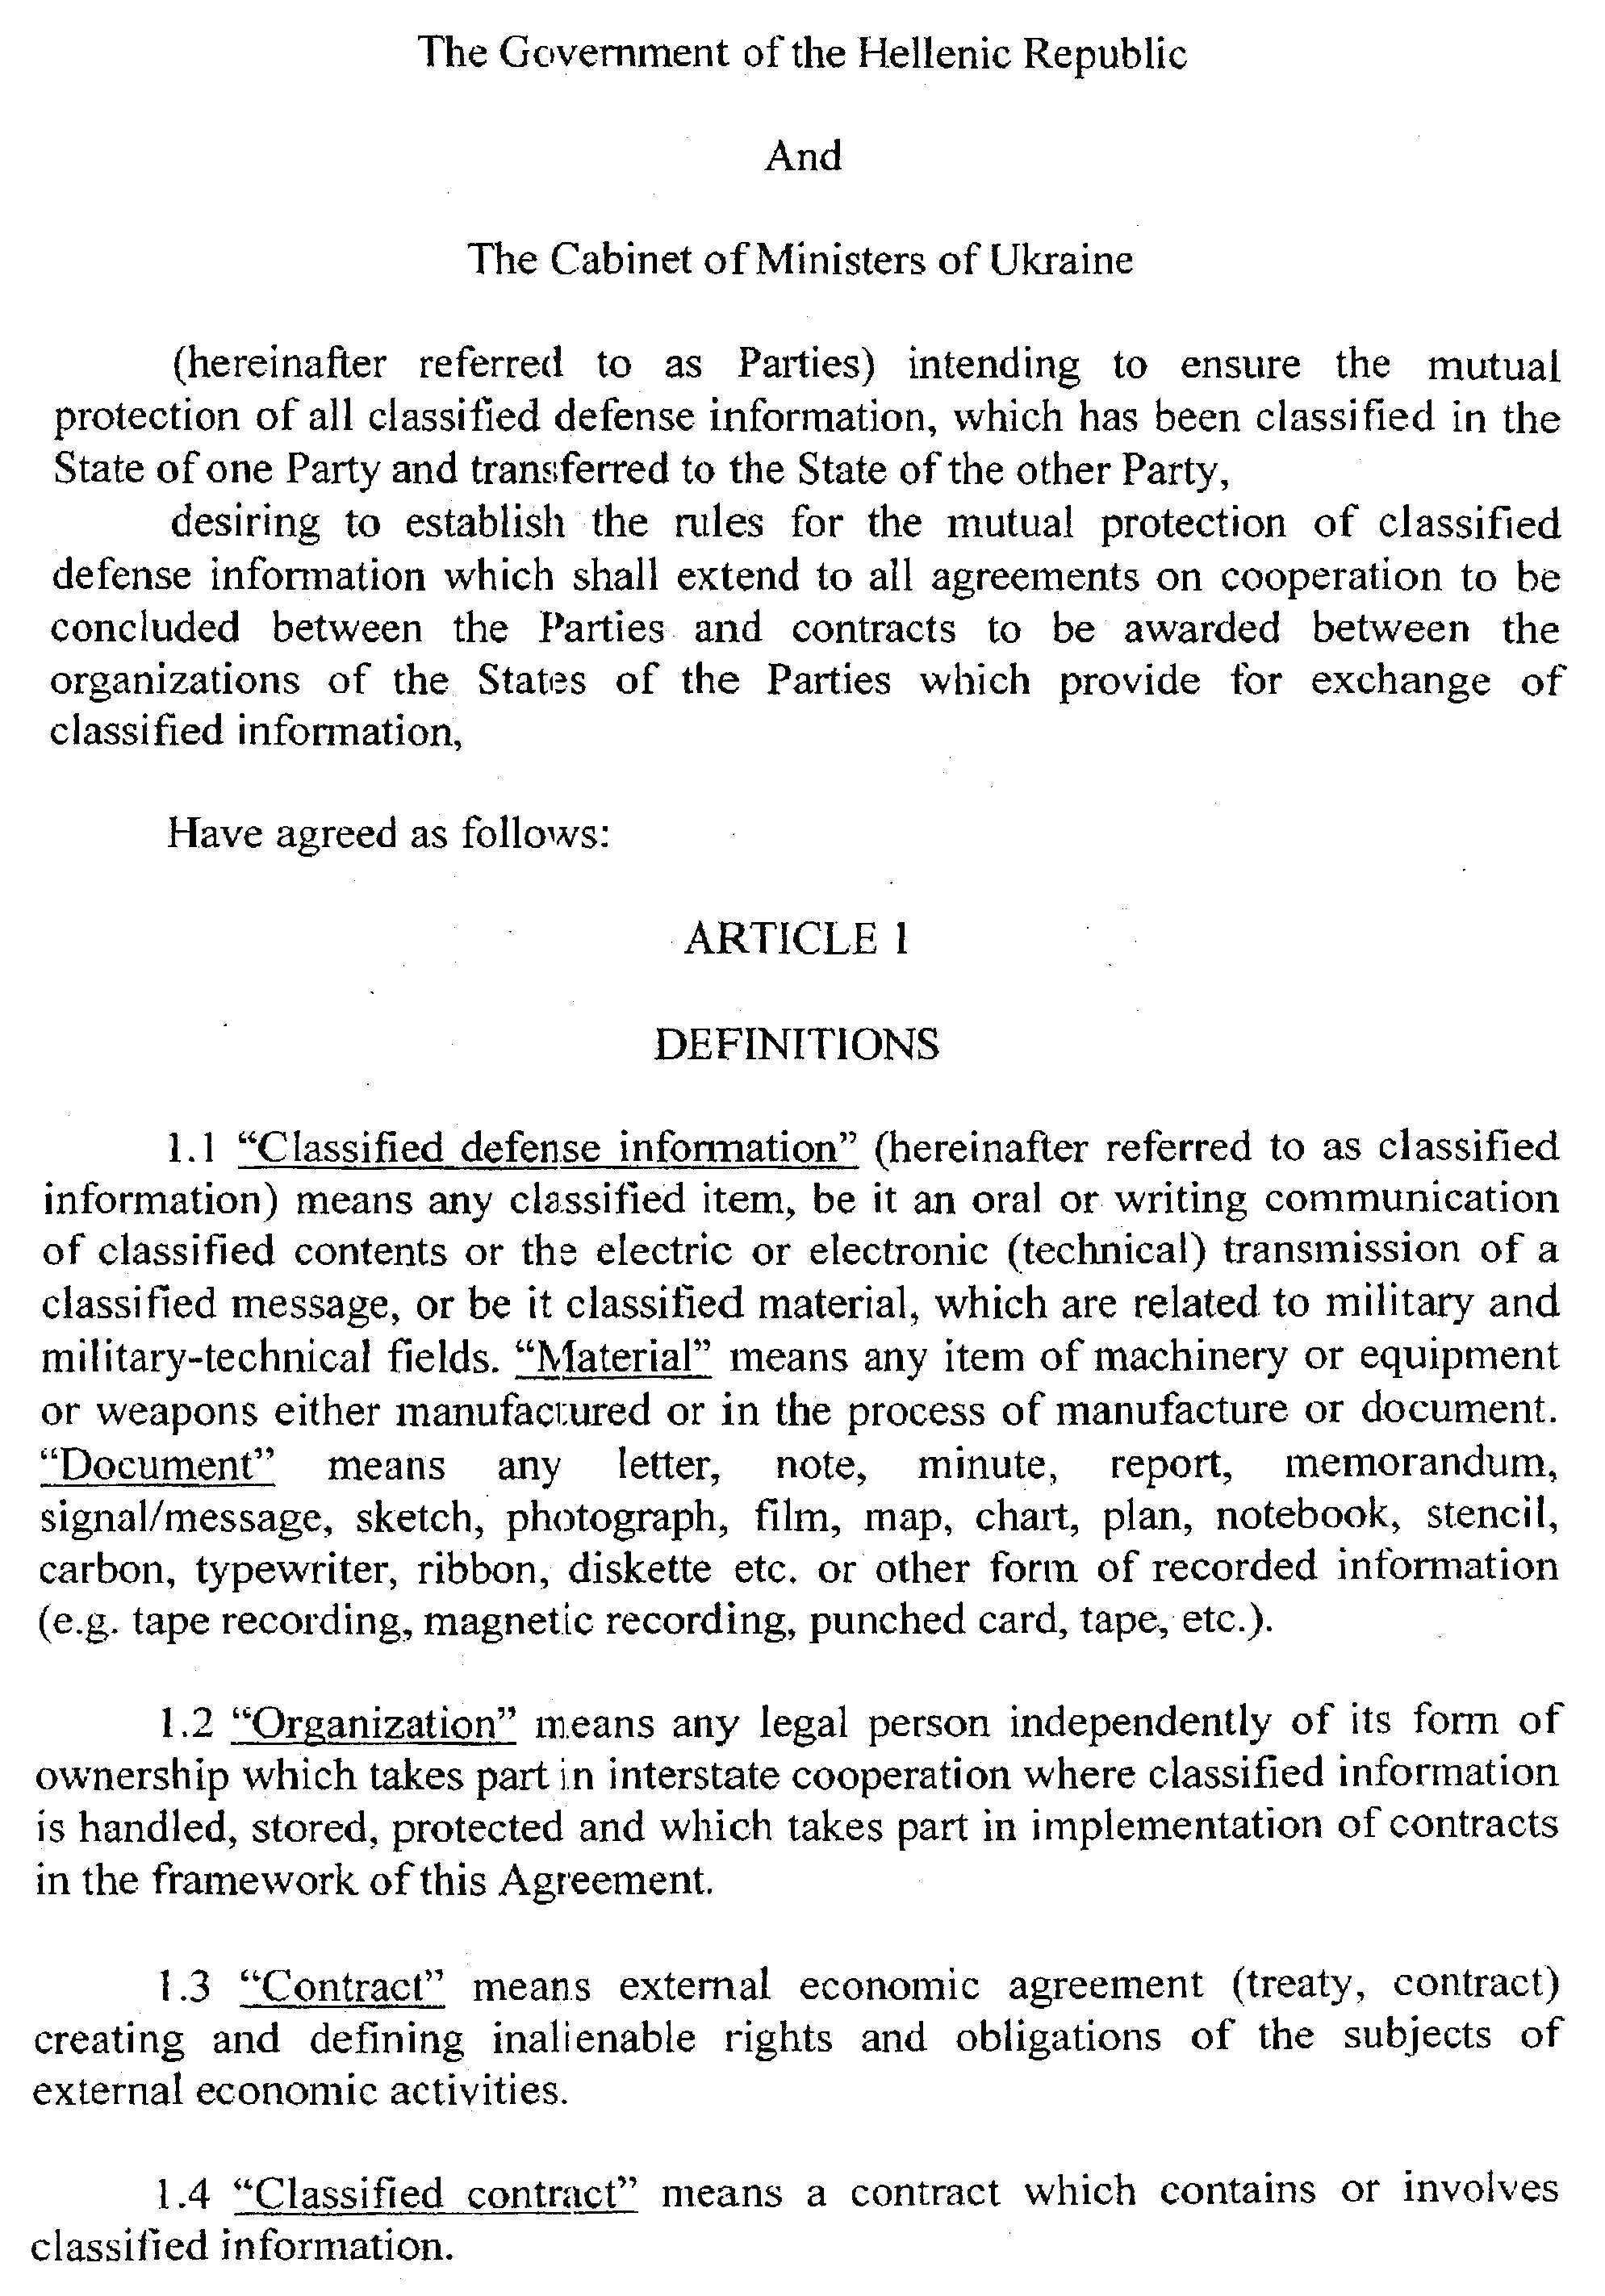 The Government of the Hellenic Republic
And
The Cabinet of Ministers of Ukraine
(hereinafter referred to as Parties) intending to ensure the mutual
protection of all classified defense information, which has been classified in the
State of one Party and transferred to the State of the other Party,
desiring to establish the rules for the mutual protection of classified
defense information which shall extend to all agreements on cooperation to be
concluded between the Parties and contracts to be awarded between the
organizations of the States of the Parties which provide for exchange of
classified information,
Have agreed as follows:
ARTICLE 1
DEFINITIONS
1.1 “Classified defense information” (hereinafter referred to as classified
information) means any classified item, be it an oral or writing communication
of classified contents or the electric or electronic (technical) transmission of a
classified message, or be it classified material, which are related to military and
military-technical fields. “Material” means any item of machinery or equipment
or weapons either manufactured or in the process of manufacture or document.
“Document” means any letter, note, minute, report, memorandum,
signal/message, sketch, photograph, film, map, chart, plan, notebook, stencil,
carbon, typewriter, ribbon, diskette etc. or other form of recorded information
(e.g. tape recording, magnetic recording, punched card, tape, etc.).
1.2 “Organization” means any legal person independently of its form of
ownership which takes part in interstate cooperation where classified information
is handled, stored, protected and which takes part in implementation of contracts
in the framework of this Agreement.
1.3 “Contract” means external economic agreement (treaty, contract)
creating and defining inalienable rights and obligations of the subjects of
external economic activities.
1.4 “Classified contract” means a contract which contains or involves
classified information.